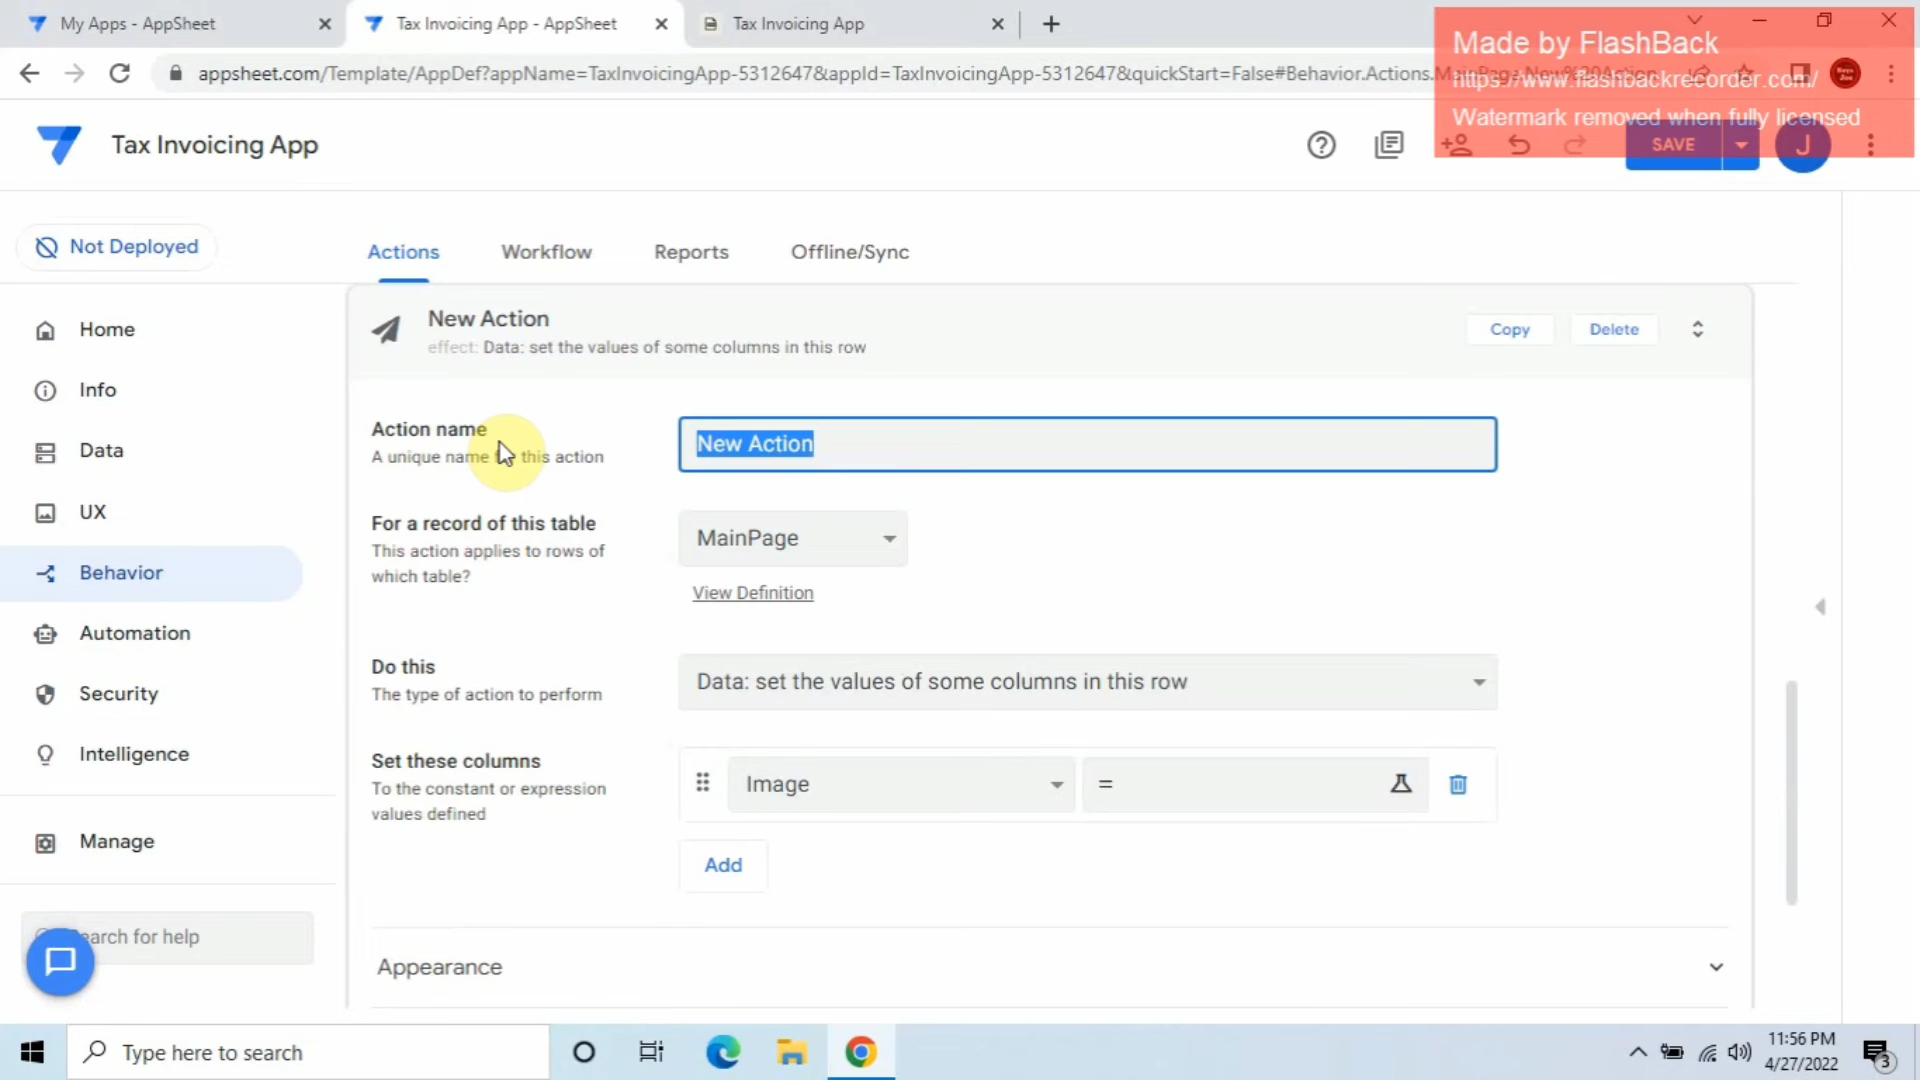 My Apps - AppSheet
Tax Invoicing App - AppSheet
Tax Invoicing App
Made by FlashBack
appsheet.com/Template/AppDef?appName=TaxInvoicingApp-5312647&appId=TaxInvoicingApp-5312647&quickStart=False#Behavior.Actions.
https://www.flashbackrecorder.com/
Watermark removed when fully licensed
Tax Invoicing App
SAVE
J
Not Deployed
Actions
Workflow
Reports
Offline/Sync
Home
Info
Data
UX
Behavior
Automation
Security
Intelligence
Manage
Search for help
New Action
effect: Data: set the values of some columns in this row
Copy
Delete
Action name
A unique name for this action
New Action
For a record of this table
This action applies to rows of
which table?
MainPage
View Definition
Do this
The type of action to perform
Data: set the values of some columns in this row
Set these columns
To the constant or expression
values defined
Image
=
Add
Appearance
Type here to search
11:56 PM
4/27/2022
3